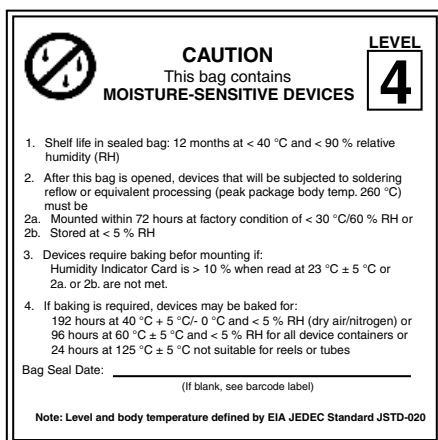 LEVEL
4
CAUTION
This bag contains
MOISTURE-SENSITIVE DEVICES
1. Shelf life in sealed bag: 12 months at < 40 °C and < 90 % relative
humidity (RH)
2. After this bag is opened, devices that will be subjected to soldering
reflow or equivalent processing (peak package body temp. 260 °C)
must be
2a. Mounted within 72 hours at factory condition of < 30 °C/60 % RH or
2b. Stored at < 5 % RH
3. Devices require baking befor mounting if:
Humidity Indicator Card is > 10 % when read at 23 °C ± 5 °C or
2a. or 2b. are not met.
4. If baking is required, devices may be baked for:
192 hours at 40 °C + 5 °C/- 0 °C and < 5 % RH (dry air/nitrogen) or
96 hours at 60 °C ± 5 °C and < 5 % RH for all device containers or
24 hours at 125 °C ± 5 °C not suitable for reels or tubes
Bag Seal Date:
(If blank, see barcode label)
Note: Level and body temperature defined by EIA JEDEC Standard JSTD-020